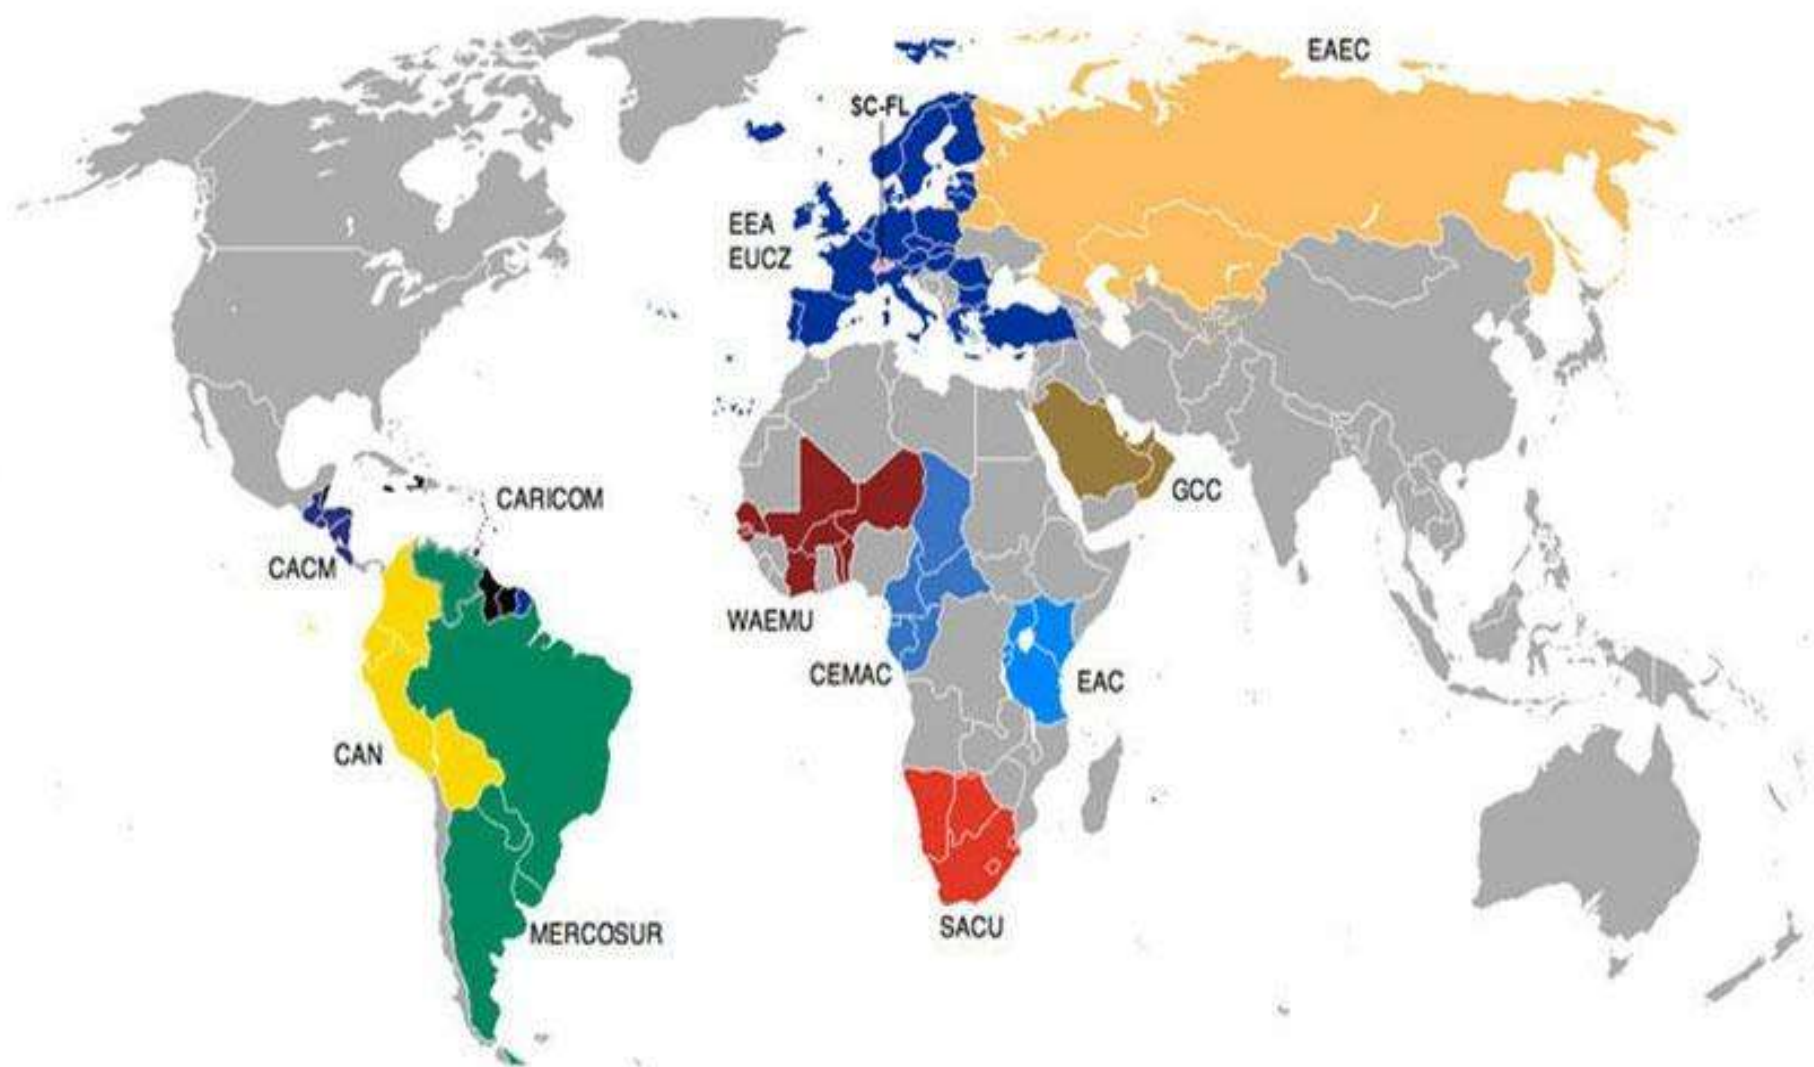 EAEC
SC-FL
EEA
EUCZ
CARICOM
GCC
CACM
WAEMU
CEMAC
EAC
CAN
SACU
MERCOSUR